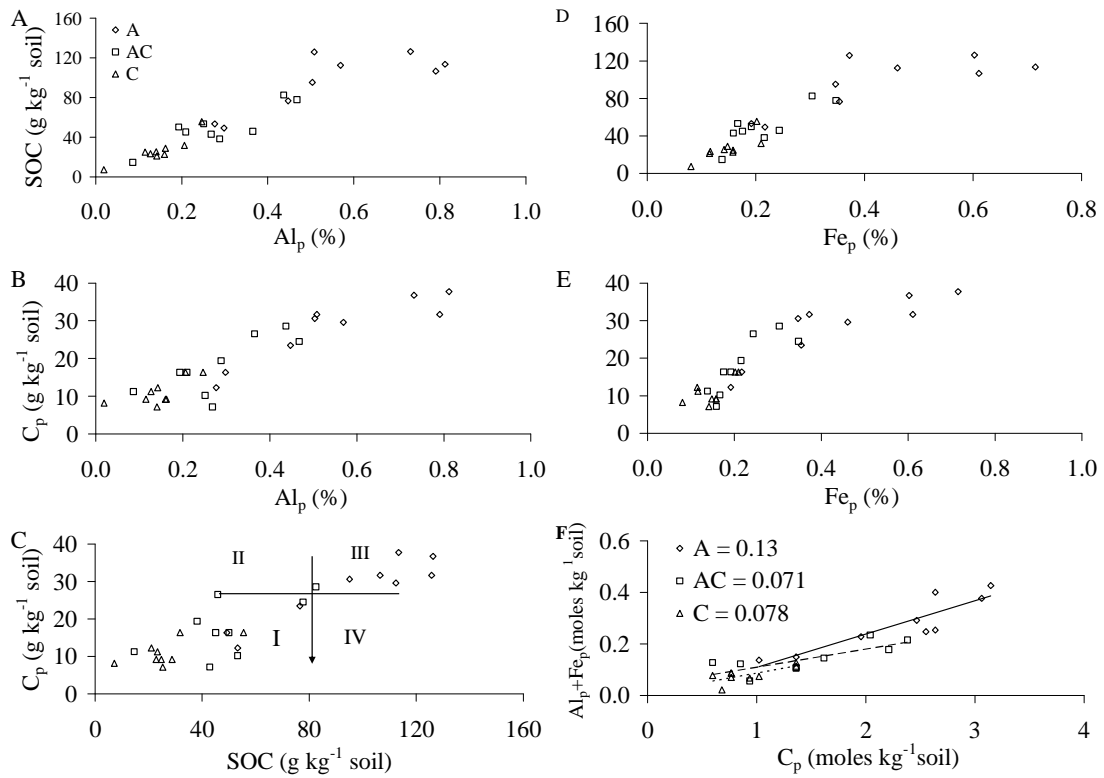 A
160
120
80
40
0
SOC (g kg⁻¹ soil)
◇ A
□ AC
△ C
0.0 0.2 0.4 0.6 0.8 1.0
Alp (%)
D
160
120
80
40
0
0.0 0.2 0.4 0.6 0.8
Fep (%)
B
40
30
20
10
0
Cp (g kg⁻¹ soil)
0.0 0.2 0.4 0.6 0.8 1.0
Alp (%)
E
40
30
20
10
0
0.0 0.2 0.4 0.6 0.8 1.0
Fep (%)
C
40
30
20
10
0
Cp (g kg⁻¹ soil)
II III
I IV
0 40 80 120 160
SOC (g kg⁻¹ soil)
F
0.6
0.4
0.2
0.0
Alp+Fep(moles kg⁻¹soil)
◇ A = 0.13
□ AC = 0.071
△ C = 0.078
0 1 2 3 4
Cp (moles kg⁻¹soil)